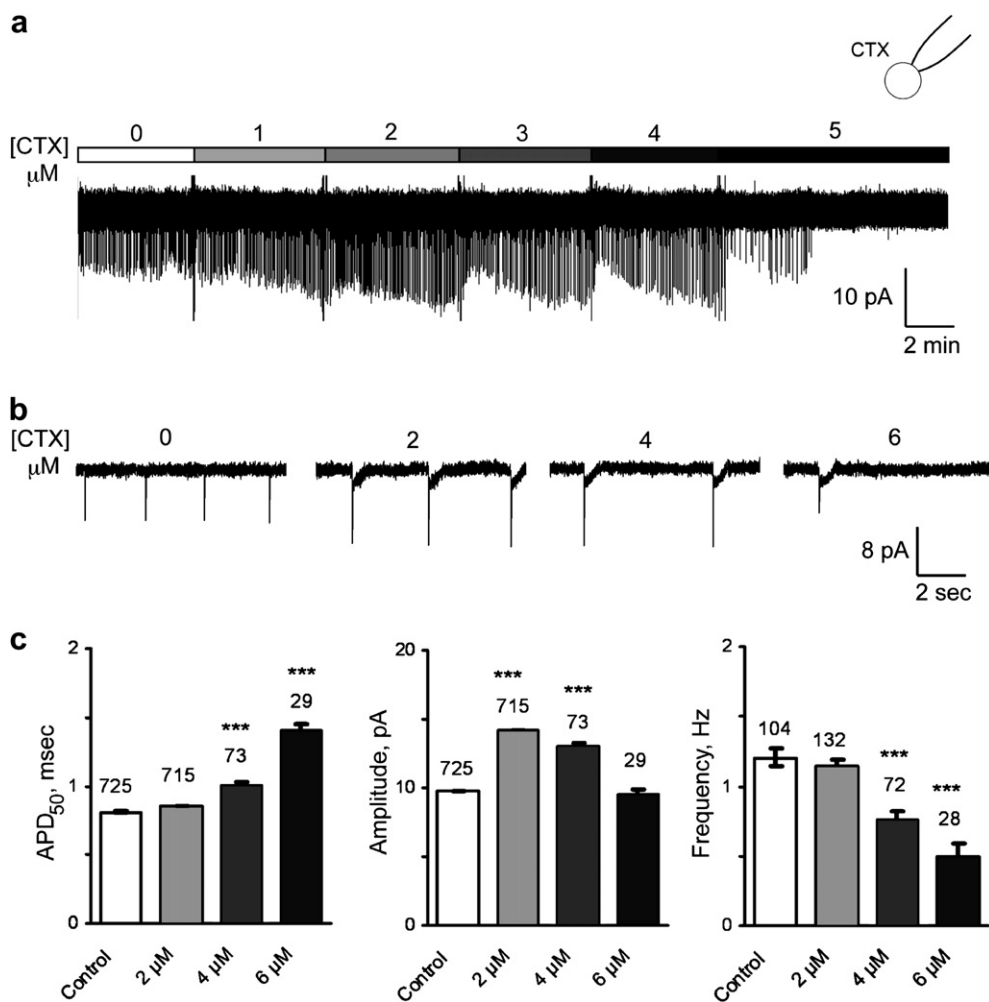 a
CTX
[CTX] 0 1 2 3 4 5
μM
10 pA
2 min
b
[CTX] 0 2 4 6
μM
8 pA
2 sec
c
APD50, msec
2
1
0
725
715
***
73
***
29
Control
2 μM
4 μM
6 μM
Amplitude, pA
20
10
0
725
***
715
***
73
29
Control
2 μM
4 μM
6 μM
Frequency, Hz
2
1
0
104
132
***
72
***
28
Control
2 μM
4 μM
6 μM